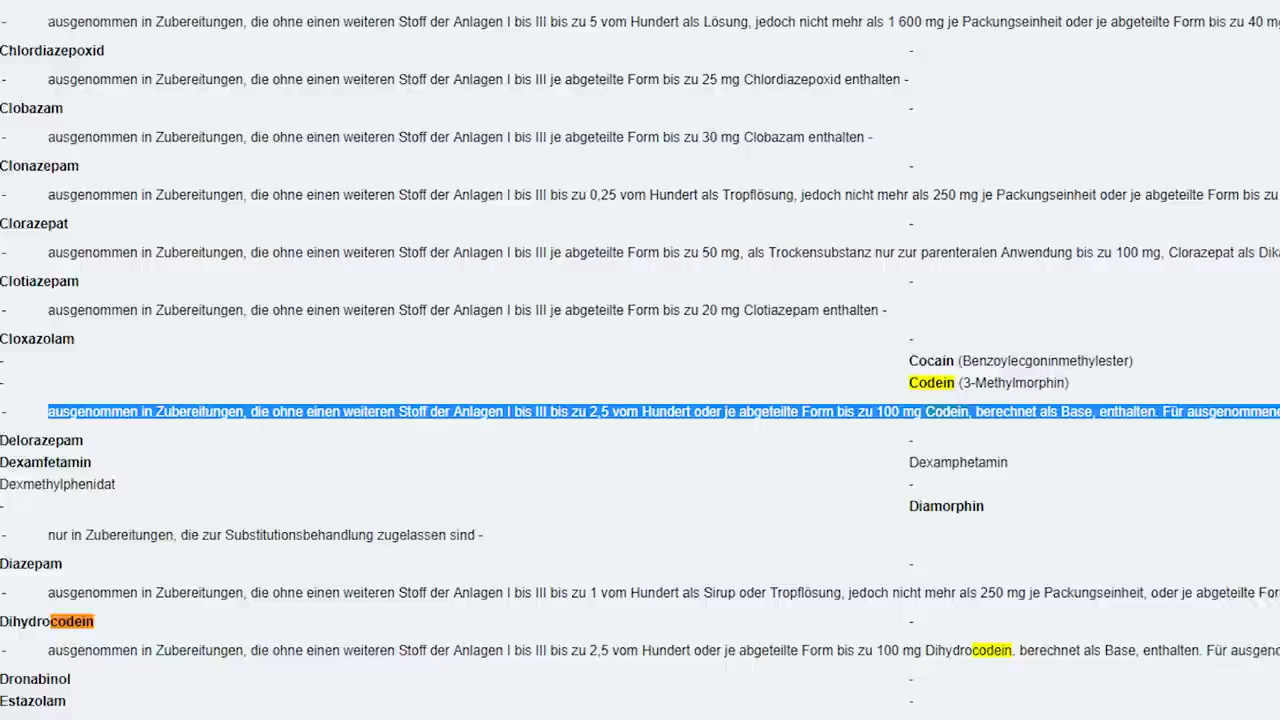 - ausgenommen in Zubereitungen, die ohne einen weiteren Stoff der Anlagen I bis III bis zu 5 vom Hundert als Lösung, jedoch nicht mehr als 1 600 mg je Packungseinheit oder je abgeteilte Form bis zu 40
Chlordiazepoxid -
- ausgenommen in Zubereitungen, die ohne einen weiteren Stoff der Anlagen I bis III je abgeteilte Form bis zu 25 mg Chlordiazepoxid enthalten -
Clobazam -
- ausgenommen in Zubereitungen, die ohne einen weiteren Stoff der Anlagen I bis III je abgeteilte Form bis zu 30 mg Clobazam enthalten -
Clonazepam -
- ausgenommen in Zubereitungen, die ohne einen weiteren Stoff der Anlagen I bis III bis zu 0,25 vom Hundert als Tropflösung, jedoch nicht mehr als 250 mg je Packungseinheit oder je abgeteilte Form bis zu
Clorazepat -
- ausgenommen in Zubereitungen, die ohne einen weiteren Stoff der Anlagen I bis III je abgeteilte Form bis zu 50 mg, als Trockensubstanz nur zur parenteralen Anwendung bis zu 100 mg, Clorazepat als Dik
Clotiazepam -
- ausgenommen in Zubereitungen, die ohne einen weiteren Stoff der Anlagen I bis III je abgeteilte Form bis zu 20 mg Clotiazepam enthalten -
Cloxazolam -
- Cocain (Benzoylecgoninmethylester)
- Codein (3-Methylmorphin)
- ausgenommen in Zubereitungen, die ohne einen weiteren Stoff der Anlagen I bis III bis zu 2,5 vom Hundert oder je abgeteilte Form bis zu 100 mg Codein, berechnet als Base, enthalten. Für ausgenommene
Delorazepam -
Dexamfetamin Dexamphetamin
Dexmethylphenidat -
- Diamorphin
- nur in Zubereitungen, die zur Substitutionsbehandlung zugelassen sind -
Diazepam -
- ausgenommen in Zubereitungen, die ohne einen weiteren Stoff der Anlagen I bis III bis zu 1 vom Hundert als Sirup oder Tropflösung, jedoch nicht mehr als 250 mg je Packungseinheit, oder je abgeteilte For
Dihydrocodein -
- ausgenommen in Zubereitungen, die ohne einen weiteren Stoff der Anlagen I bis III bis zu 2,5 vom Hundert oder je abgeteilte Form bis zu 100 mg Dihydrocodein, berechnet als Base, enthalten. Für ausgeno
Dronabinol -
Estazolam -